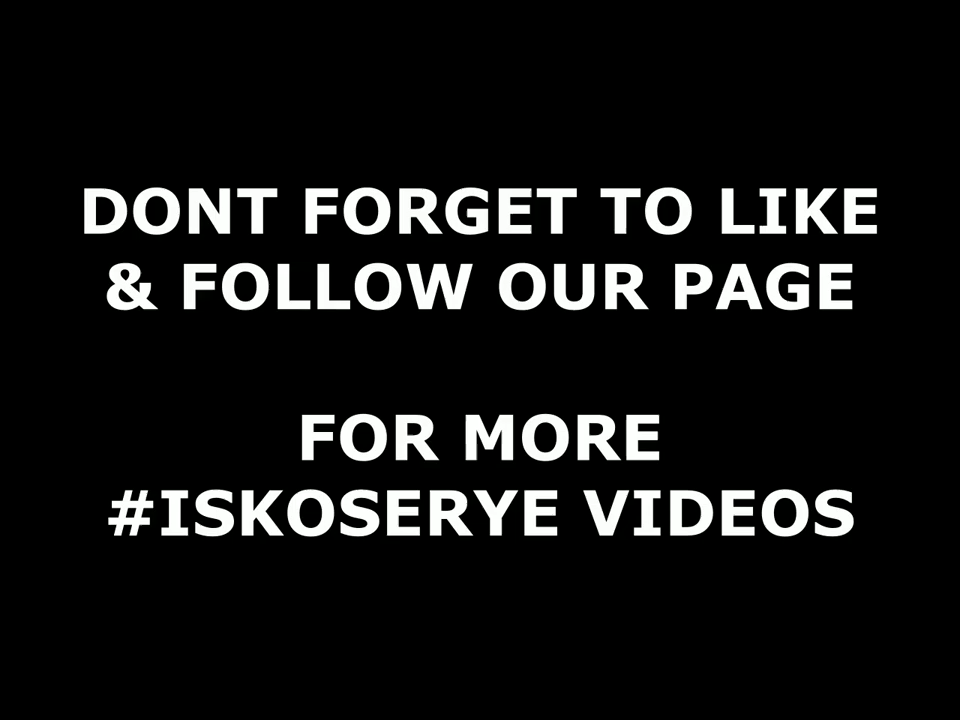 DONT FORGET TO LIKE
& FOLLOW OUR PAGE
FOR MORE
#ISKOSERYE VIDEOS